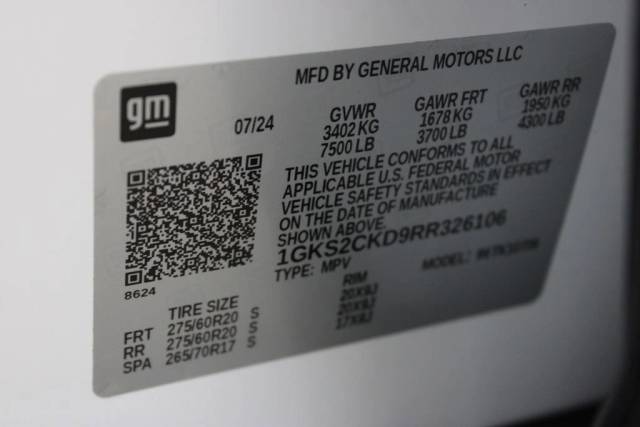 MFD BY GENERAL MOTORS LLC
gm
07/24
GVWR GAWR FRT GAWR RR
3402 KG 1678 KG 1950 KG
7500 LB 3700 LB 4300 LB
THIS VEHICLE CONFORMS TO ALL
APPLICABLE U.S. FEDERAL MOTOR
VEHICLE SAFETY STANDARDS IN EFFECT
ON THE DATE OF MANUFACTURE
SHOWN ABOVE.
1GKS2CKD9RR326106
TYPE: MPV MODEL:
8624
TIRE SIZE RIM
FRT 275/60R20 S 20X9J
RR 275/60R20 S 20X9J
SPA 265/70R17 S 17X8J